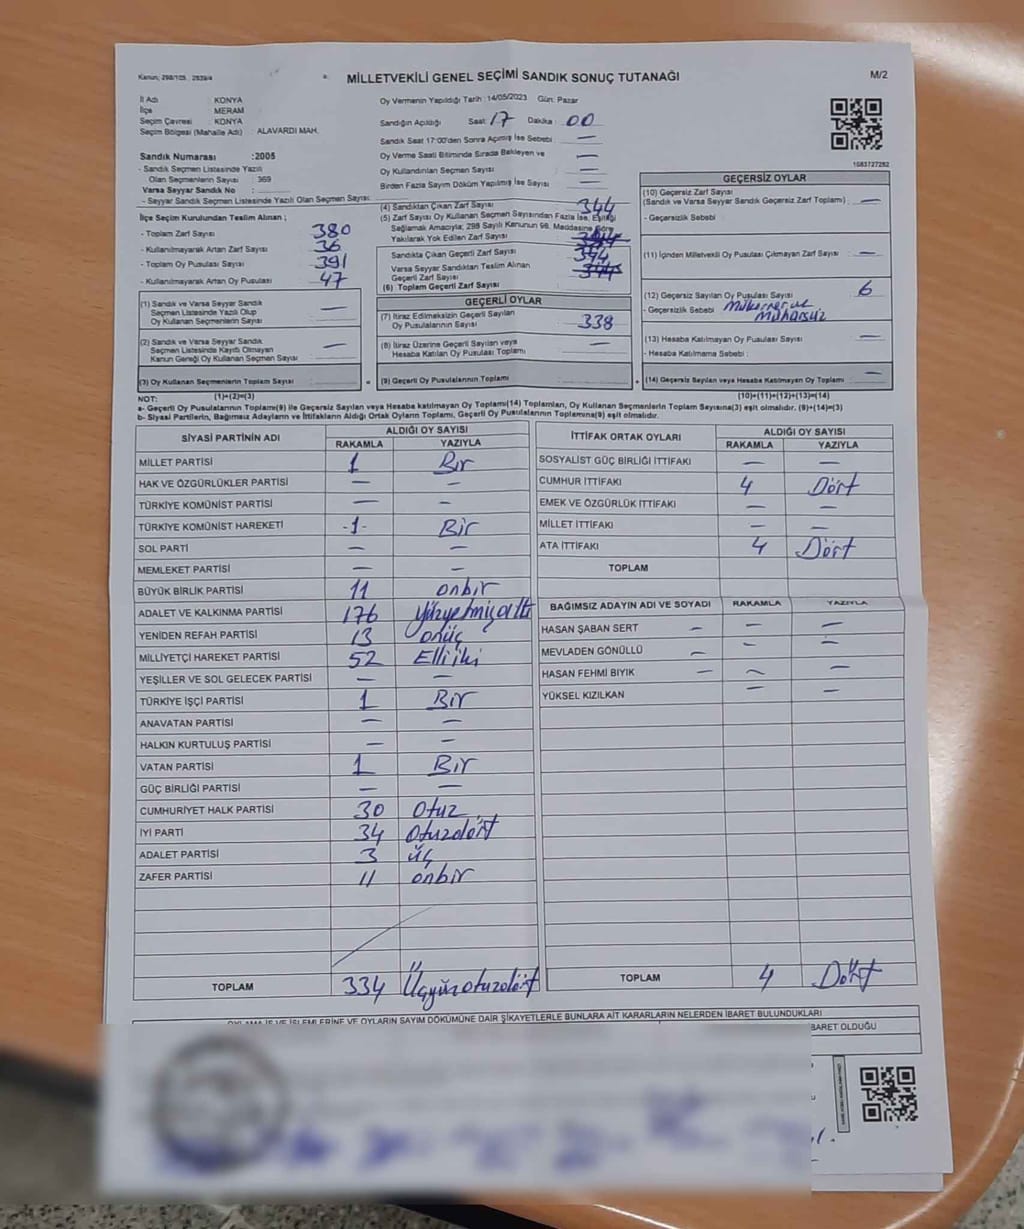 Kanun: 298/105, 2839/4
MİLLETVEKİLİ GENEL SEÇİMİ SANDIK SONUÇ TUTANAĞI
M/2
İl Adı KONYA
İlçe MERAM
Seçim Çevresi KONYA
Seçim Bölgesi (Mahalle Adı) : ALAVARDI MAH.
Sandık Numarası :2005
- Sandık Seçmen Listesinde Yazılı
Olan Seçmenlerin Sayısı : 369
Varsa Seyyar Sandık No :
- Seyyar Sandık Seçmen Listesinde Yazılı Olan Seçmen Sayısı:
Oy Vermenin Yapıldığı Tarih :14/05/2023 Gün: Pazar
Sandığın Açıldığı Saat: 17 Dakika : 00
Sandık Saat 17:00'den Sonra Açılmış İse Sebebi : —
Oy Verme Saati Bitiminde Sırada Bekleyen ve —
Oy Kullandırılan Seçmen Sayısı —
Birden Fazla Sayım Döküm Yapılmış İse Sayısı : —
1083727282
İlçe Seçim Kurulundan Teslim Alınan ;
- Toplam Zarf Sayısı : 380
- Kullanılmayarak Artan Zarf Sayısı : 36
- Toplam Oy Pusulası Sayısı : 391
- Kullanılmayarak Artan Oy Pusulası : 47
(1) Sandık ve Varsa Seyyar Sandık
Seçmen Listesinde Yazılı Olup
Oy Kullanan Seçmenlerin Sayısı : —
(2) Sandık ve Varsa Seyyar Sandık
Seçmen Listesinde Kayıtlı Olmayan
Kanun Gereği Oy Kullanan Seçmen Sayısı : —
(3) Oy Kullanan Seçmenlerin Toplam Sayısı :
(4) Sandıktan Çıkan Zarf Sayısı : 344
(5) Zarf Sayısı Oy Kullanan Seçmen Sayısından Fazla İse, Eşitliği
Sağlamak Amacıyla; 298 Sayılı Kanunun 98. Maddesine Göre
Yakılarak Yok Edilen Zarf Sayısı : 344
Sandıkta Çıkan Geçerli Zarf Sayısı : 344
Varsa Seyyar Sandıktan Teslim Alınan
Geçerli Zarf Sayısı : 344
(6) Toplam Geçerli Zarf Sayısı :
GEÇERLİ OYLAR
(7) İtiraz Edilmeksizin Geçerli Sayılan
Oy Pusulalarının Sayısı : 338
(8) İtiraz Üzerine Geçerli Sayılan veya
Hesaba Katılan Oy Pusulası Toplamı : —
= (9) Geçerli Oy Pusulalarının Toplamı :
GEÇERSİZ OYLAR
(10) Geçersiz Zarf Sayısı
(Sandık ve Varsa Seyyar Sandık Geçersiz Zarf Toplamı) : —
- Geçersizlik Sebebi :
(11) İçinden Milletvekili Oy Pusulası Çıkmayan Zarf Sayısı : —
(12) Geçersiz Sayılan Oy Pusulası Sayısı : 6
- Geçersizlik Sebebi : Mükerrer ve
Mühürsüz
(13) Hesaba Katılmayan Oy Pusulası Sayısı : —
- Hesaba Katılmama Sebebi :
+ (14) Geçersiz Sayılan veya Hesaba Katılmayan Oy Toplamı : —
NOT: (1)+(2)=(3) (10)+(11)+(12)+(13)=(14)
a- Geçerli Oy Pusulaları Toplamı(9) ile Geçersiz Sayılan veya Hesaba katılmayan Oy Toplamı(14) Toplamları, Oy Kullanan Seçmenlerin Toplam Sayısına(3) eşit olmalıdır. (9)+(14)=(3)
b- Siyasi Partilerin, Bağımsız Adayların ve İttifakların Aldığı Ortak Oyların Toplamı, Geçerli Oy Pusulalarının Toplamına(9) eşit olmalıdır.
SİYASİ PARTİNİN ADI ALDIĞI OY SAYISI
RAKAMLA YAZIYLA
MİLLET PARTİSİ 1 Bir
HAK VE ÖZGÜRLÜKLER PARTİSİ — —
TÜRKİYE KOMÜNİST PARTİSİ — —
TÜRKİYE KOMÜNİST HAREKETİ -1- Bir
SOL PARTİ — —
MEMLEKET PARTİSİ — —
BÜYÜK BİRLİK PARTİSİ 11 onbir
ADALET VE KALKINMA PARTİSİ 176 Yüzyetmişaltı
YENİDEN REFAH PARTİSİ 13 onüç
MİLLİYETÇİ HAREKET PARTİSİ 52 Elliiki
YEŞİLLER VE SOL GELECEK PARTİSİ — —
TÜRKİYE İŞÇİ PARTİSİ 1 Bir
ANAVATAN PARTİSİ — —
HALKIN KURTULUŞ PARTİSİ — —
VATAN PARTİSİ 1 Bir
GÜÇ BİRLİĞİ PARTİSİ — —
CUMHURİYET HALK PARTİSİ 30 Otuz
İYİ PARTİ 34 Otuzdört
ADALET PARTİSİ 3 üç
ZAFER PARTİSİ 11 onbir
TOPLAM 334 Üçyüzotuzdört
İTTİFAK ORTAK OYLARI ALDIĞI OY SAYISI
RAKAMLA YAZIYLA
SOSYALİST GÜÇ BİRLİĞİ İTTİFAKI — —
CUMHUR İTTİFAKI 4 Dört
EMEK VE ÖZGÜRLÜK İTTİFAKI — —
MİLLET İTTİFAKI — —
ATA İTTİFAKI 4 Dört
TOPLAM
BAĞIMSIZ ADAYIN ADI VE SOYADI RAKAMLA YAZIYLA
HASAN ŞABAN SERT — — —
MEVLADEN GÖNÜLLÜ — — —
HASAN FEHMİ BIYIK — — —
YÜKSEL KIZILKAN — —
TOPLAM 4 Dört
OYLAMA İŞ VE İŞLEMLERİNE VE OYLARIN SAYIM DÖKÜMÜNE DAİR ŞİKAYETLERLE BUNLARA AİT KARARLARIN NELERDEN İBARET BULUNDUKLARI
BARET OLDUĞU